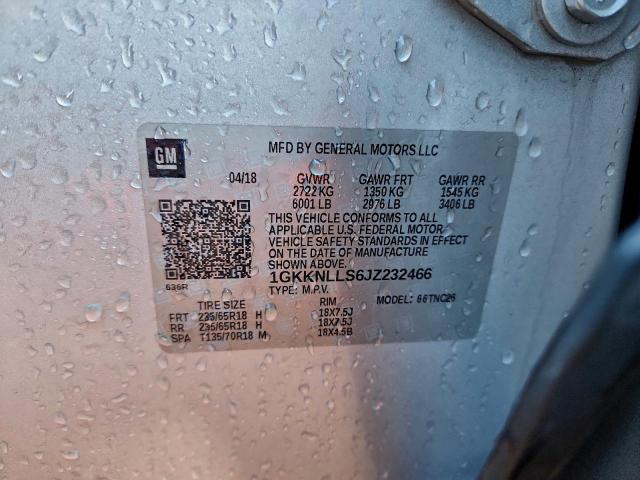 GM
MFD BY GENERAL MOTORS LLC
04/18 GVWR GAWR FRT GAWR RR
2722 KG 1350 KG 1545 KG
6001 LB 2976 LB 3406 LB
THIS VEHICLE CONFORMS TO ALL
APPLICABLE U.S. FEDERAL MOTOR
VEHICLE SAFETY STANDARDS IN EFFECT
ON THE DATE OF MANUFACTURE
SHOWN ABOVE.
1GKKNLLS6JZ232466
636R TYPE: M.P.V. MODEL: 66TNC26
TIRE SIZE RIM
FRT 235/65R18 H 18X7.5J
RR 235/65R18 H 18X7.5J
SPA T135/70R18 M 18X4.5B